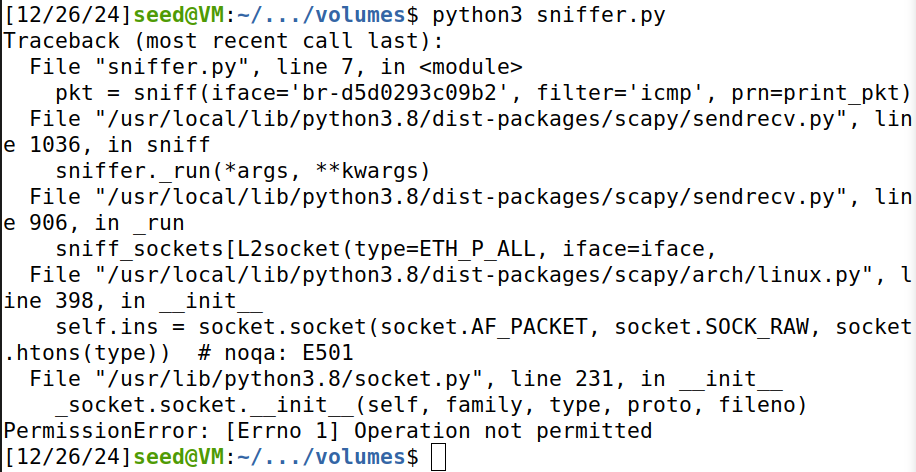 [12/26/24]seed@VM:~/.../volumes$ python3 sniffer.py
Traceback (most recent call last):
  File "sniffer.py", line 7, in <module>
    pkt = sniff(iface='br-d5d0293c09b2', filter='icmp', prn=print_pkt)
  File "/usr/local/lib/python3.8/dist-packages/scapy/sendrecv.py", lin
e 1036, in sniff
    sniffer._run(*args, **kwargs)
  File "/usr/local/lib/python3.8/dist-packages/scapy/sendrecv.py", lin
e 906, in _run
    sniff_sockets[L2socket(type=ETH_P_ALL, iface=iface,
  File "/usr/local/lib/python3.8/dist-packages/scapy/arch/linux.py", l
ine 398, in __init__
    self.ins = socket.socket(socket.AF_PACKET, socket.SOCK_RAW, socket
.htons(type))  # noqa: E501
  File "/usr/lib/python3.8/socket.py", line 231, in __init__
    _socket.socket.__init__(self, family, type, proto, fileno)
PermissionError: [Errno 1] Operation not permitted
[12/26/24]seed@VM:~/.../volumes$